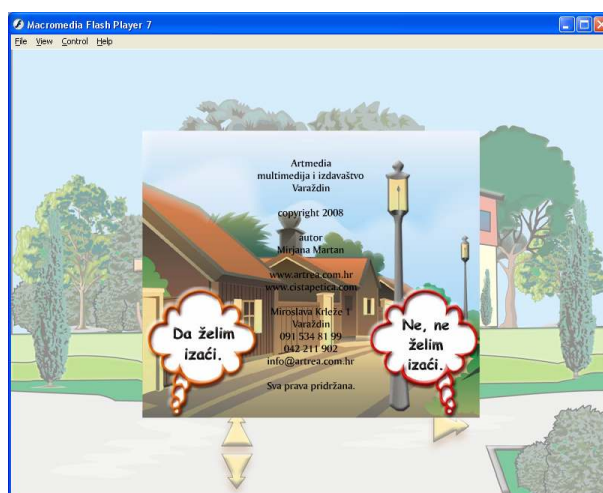 Macromedia Flash Player 7
File View Control Help
Artmedia
multimedija i izdavaštvo
Varaždin
copyright 2008
autor
Mirjana Martan
www.artrea.com.hr
www.cistapetica.com
Miroslava Krleže 1
Varaždin
091 534 81 99
042 211 902
info@artrea.com.hr
Sva prava pridržana.
Da želim
izaći.
Ne, ne
želim
izaći.